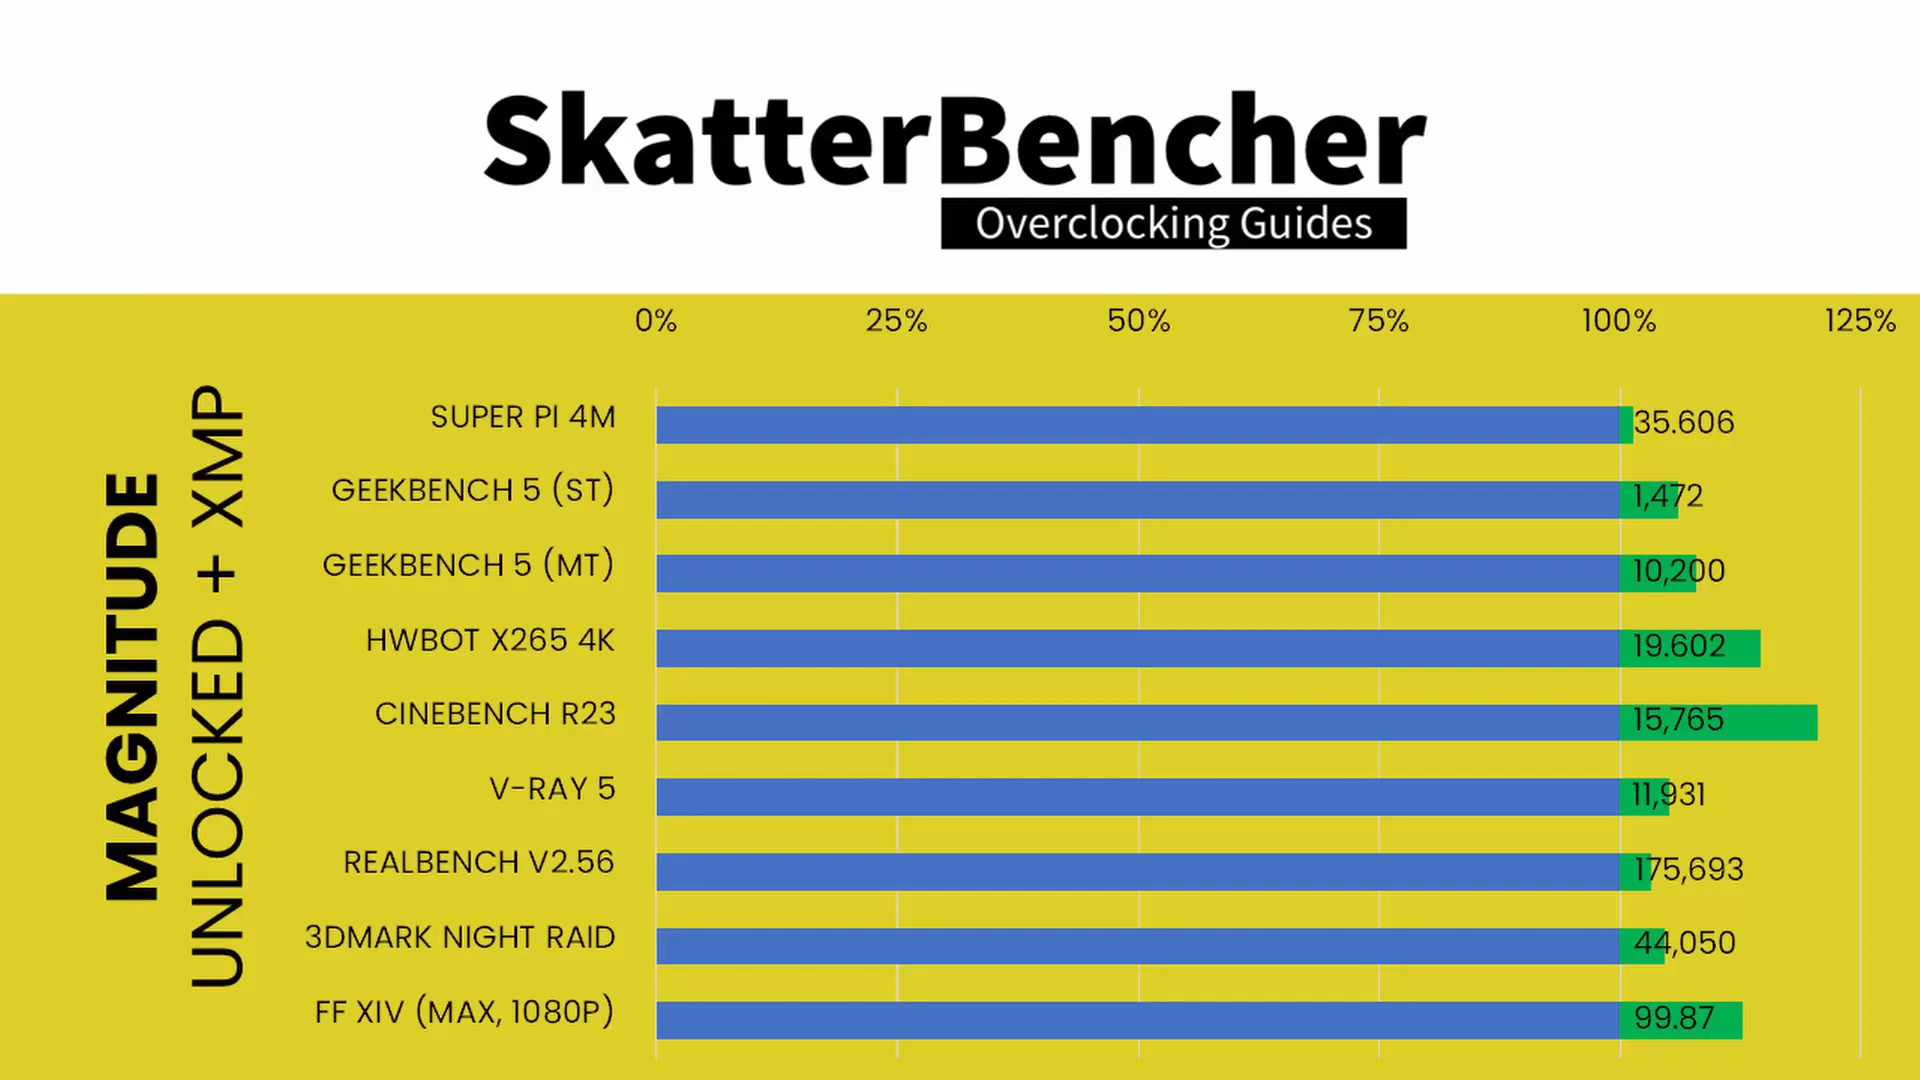 SkatterBencher
Overclocking Guides
0% 25% 50% 75% 100% 125%
MAGNITUDE
UNLOCKED + XMP
SUPER PI 4M 35.606
GEEKBENCH 5 (ST) 1,472
GEEKBENCH 5 (MT) 10,200
HWBOT X265 4K 19.602
CINEBENCH R23 15,765
V-RAY 5 11,931
REALBENCH V2.56 175,693
3DMARK NIGHT RAID 44,050
FF XIV (MAX, 1080P) 99.87